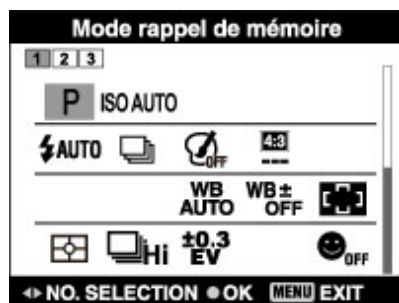 Mode rappel de mémoire
1 2 3
P ISO AUTO
AUTO OFF 4:3 ---
WB AUTO WB± OFF
Hi ±0.3 EV OFF
NO. SELECTION OK MENU EXIT